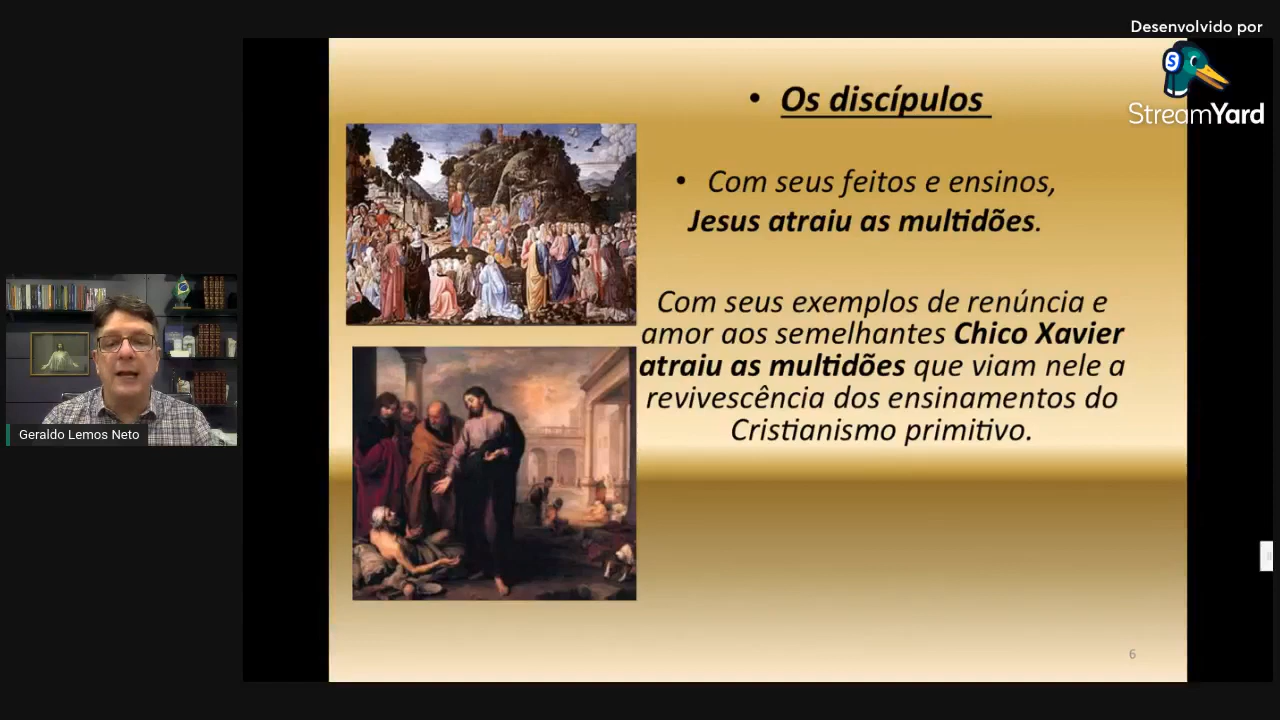 Desenvolvido por
StreamYard
• Os discípulos
• Com seus feitos e ensinos,
Jesus atraiu as multidões.
Com seus exemplos de renúncia e
amor aos semelhantes Chico Xavier
atraiu as multidões que viam nele a
revivescência dos ensinamentos do
Cristianismo primitivo.
Geraldo Lemos Neto
6